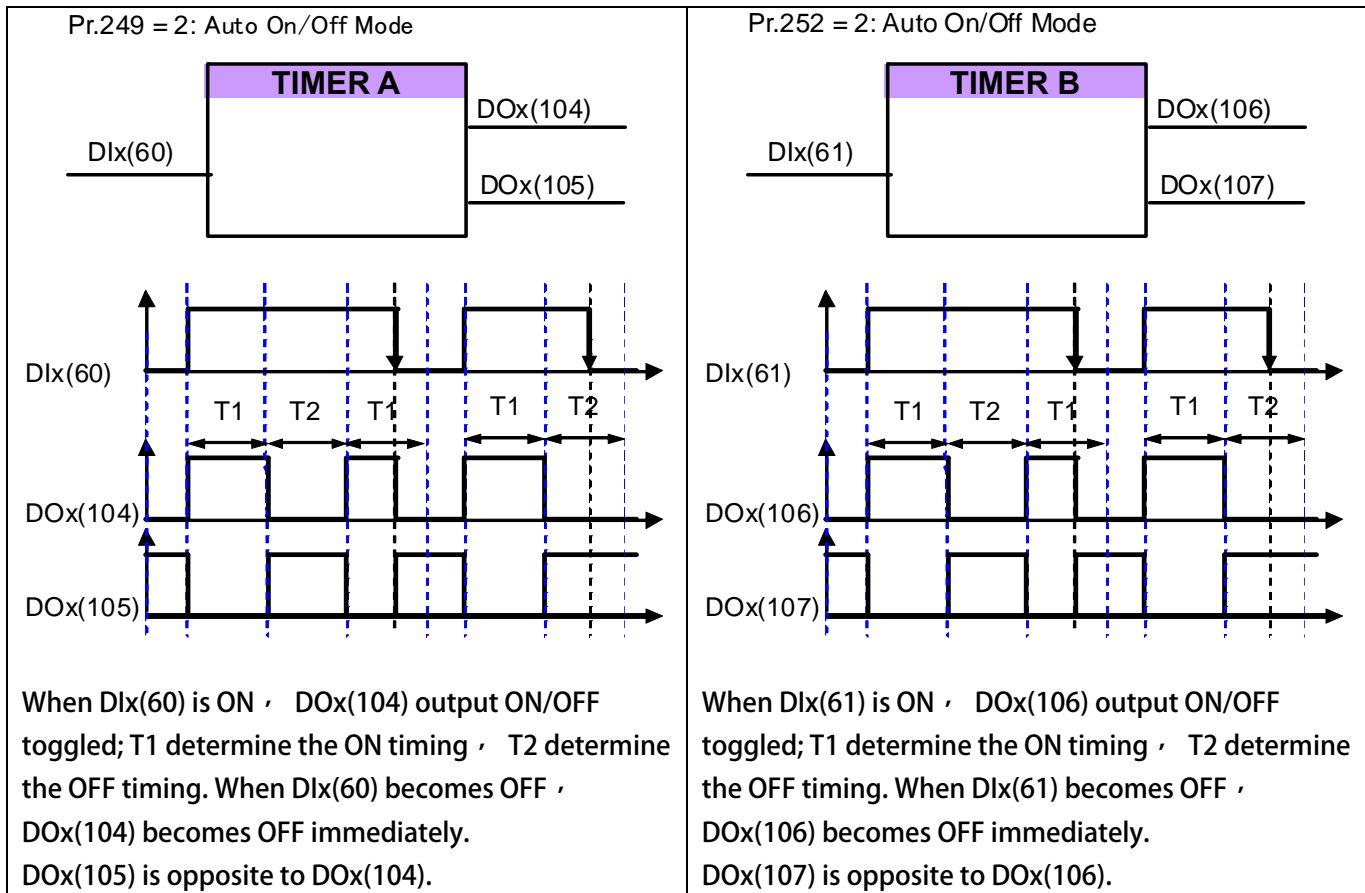 Pr.249 = 2: Auto On/Off Mode
TIMER A
DOx(104)
DIx(60)
DOx(105)
DIx(60)
T1 T2 T1 T1 T2
DOx(104)
DOx(105)
When DIx(60) is ON， DOx(104) output ON/OFF
toggled; T1 determine the ON timing， T2 determine
the OFF timing. When DIx(60) becomes OFF，
DOx(104) becomes OFF immediately.
DOx(105) is opposite to DOx(104).
Pr.252 = 2: Auto On/Off Mode
TIMER B
DOx(106)
DIx(61)
DOx(107)
DIx(61)
T1 T2 T1 T1 T2
DOx(106)
DOx(107)
When DIx(61) is ON， DOx(106) output ON/OFF
toggled; T1 determine the ON timing， T2 determine
the OFF timing. When DIx(61) becomes OFF，
DOx(106) becomes OFF immediately.
DOx(107) is opposite to DOx(106).